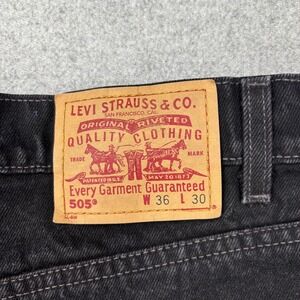 LEVI STRAUSS & CO.
SAN FRANCISCO, CAL.
ORIGINAL RIVETED
QUALITY CLOTHING
TRADE MARK
PATENTED IN U.S. MAY 20 1873
Every Garment Guaranteed
505® W 36 L 30